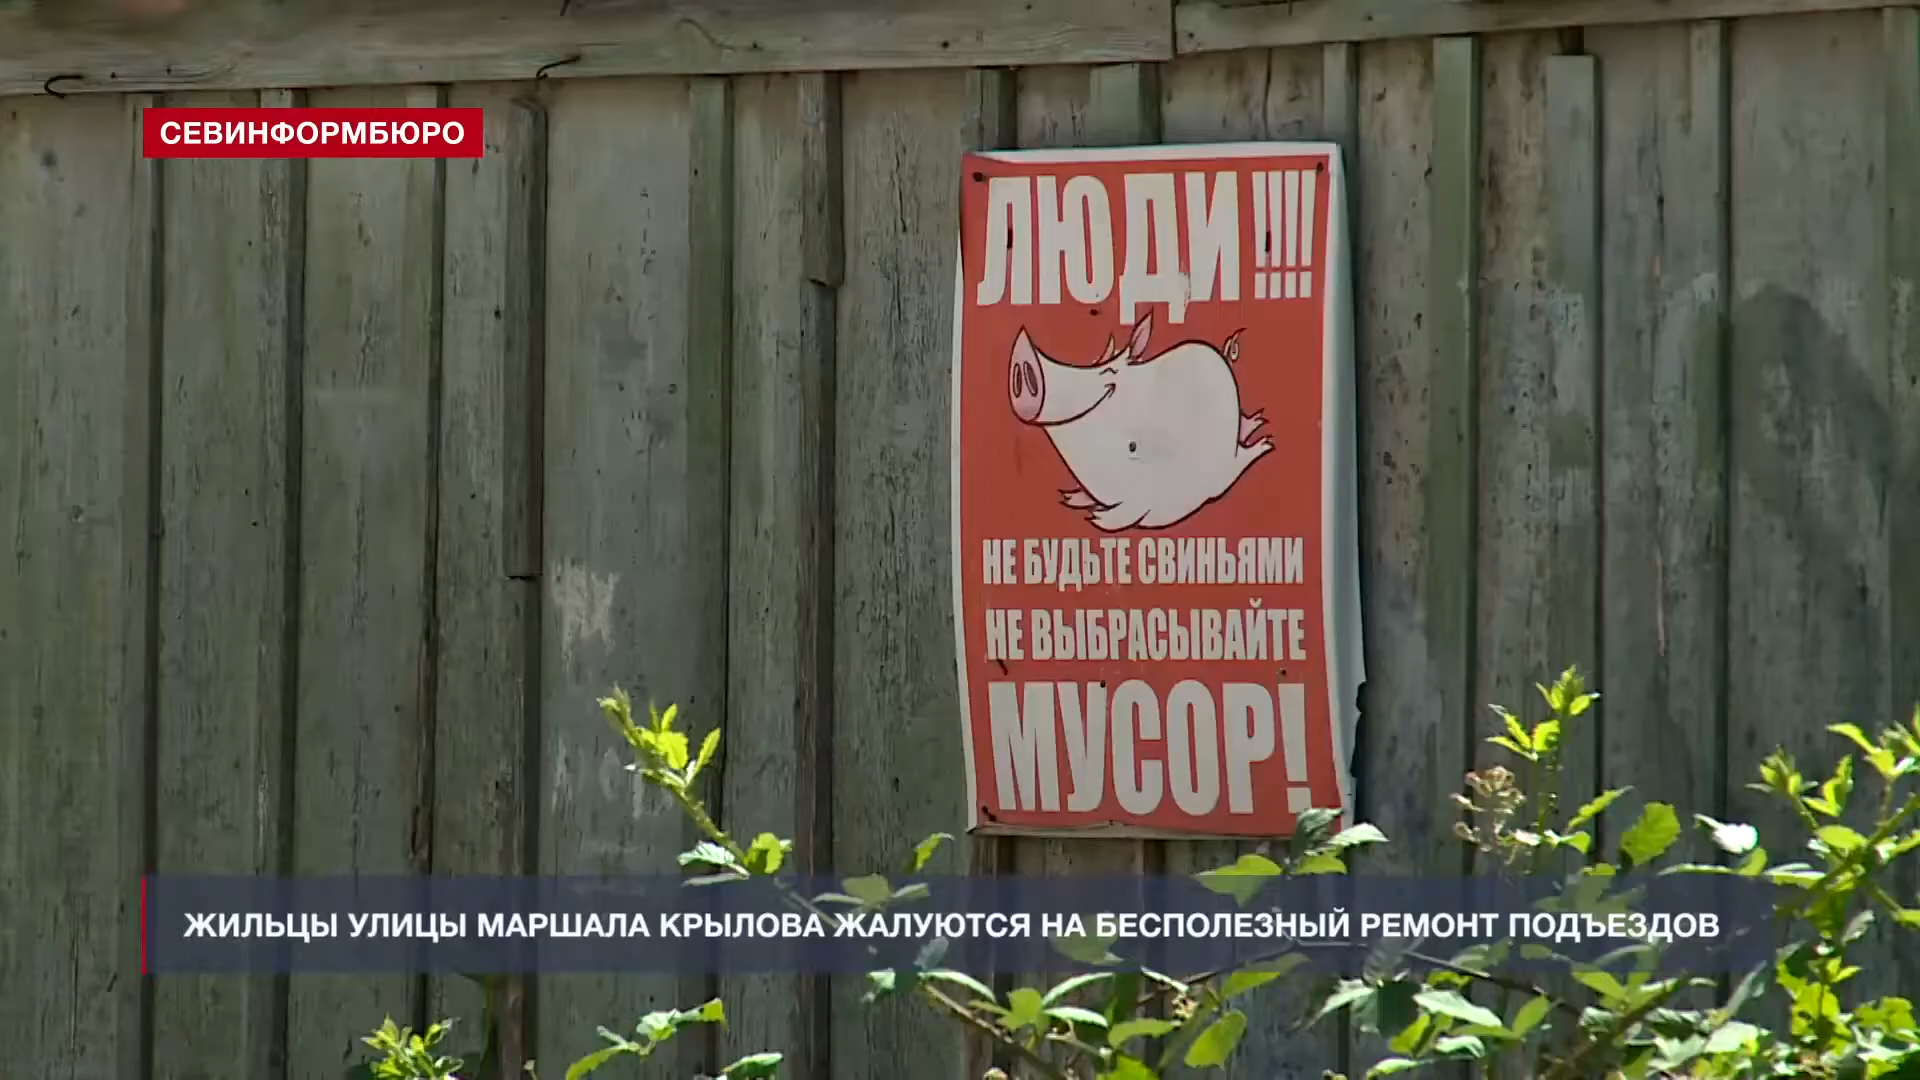 СЕВИНФОРМБЮРО
ЛЮДИ!!!!
НЕ БУДЬТЕ СВИНЬЯМИ
НЕ ВЫБРАСЫВАЙТЕ
МУСОР!
ЖИЛЬЦЫ УЛИЦЫ МАРШАЛА КРЫЛОВА ЖАЛУЮТСЯ НА БЕСПОЛЕЗНЫЙ РЕМОНТ ПОДЪЕЗДОВ